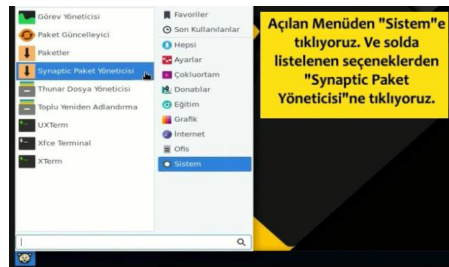 Görev Yöneticisi
Paket Güncelleyici
Paketler
Synaptic Paket Yöneticisi
Thunar Dosya Yöneticisi
Toplu Yeniden Adlandırma
UXTerm
Xfce Terminal
XTerm
Favoriler
Son Kullanılanlar
Hepsi
Ayarlar
Çokluortam
Donatılar
Eğitim
Grafik
İnternet
Ofis
Sistem
Açılan Menüden "Sistem"e
tıklıyoruz. Ve solda
listelenen seçeneklerden
"Synaptic Paket
Yöneticisi"ne tıklıyoruz.